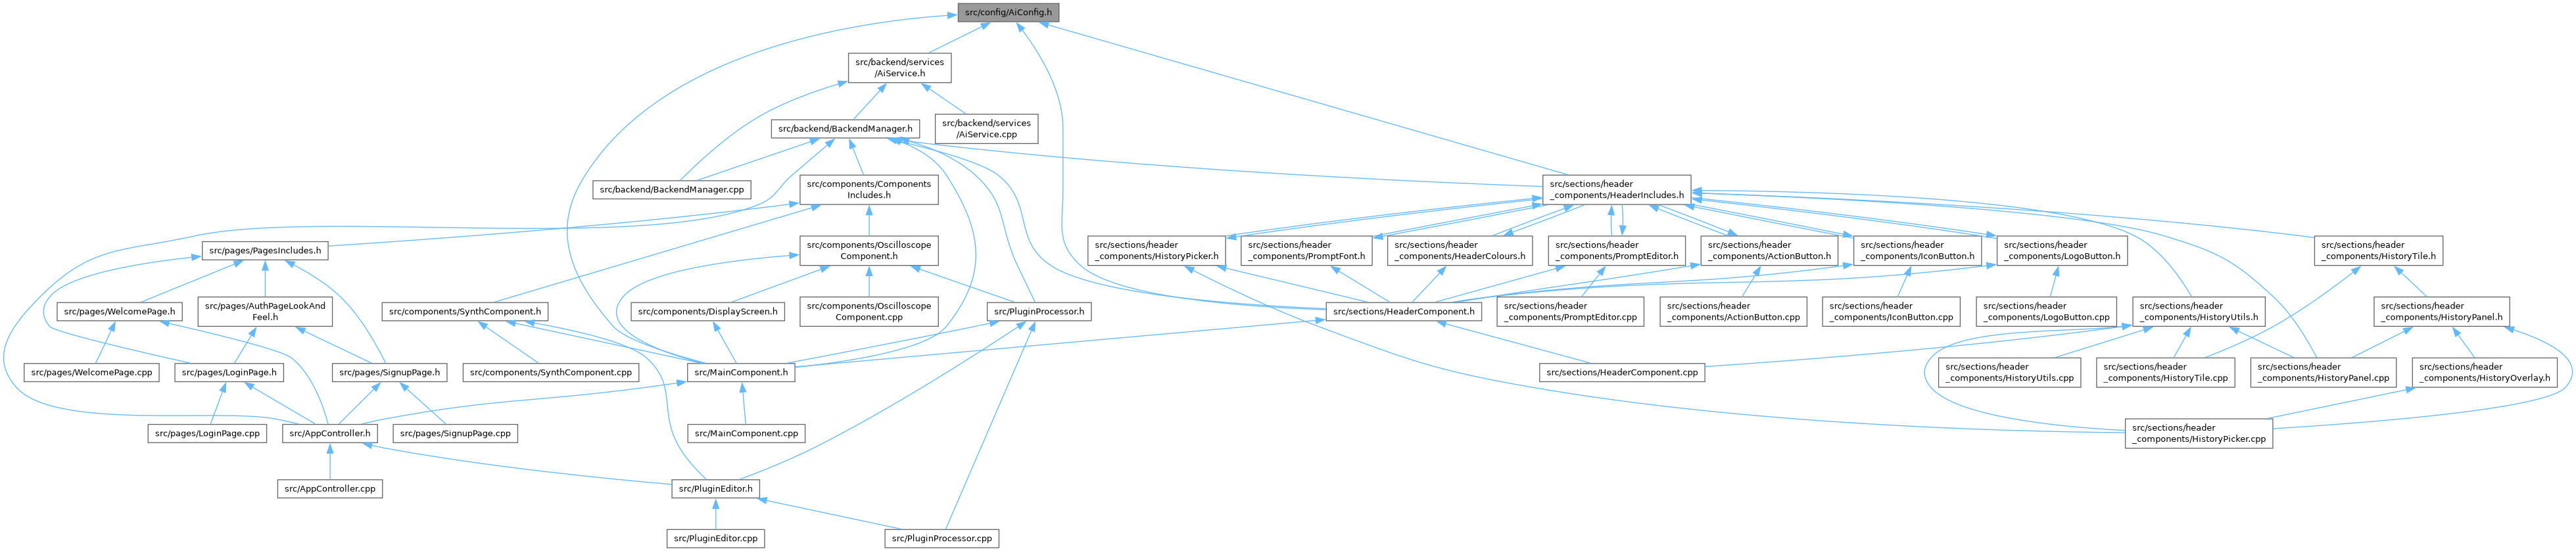 src/config/AiConfig.h
src/backend/services
/AiService.h
src/backend/BackendManager.h
src/backend/services
/AiService.cpp
src/backend/BackendManager.cpp
src/components/Components
Includes.h
src/sections/header
_components/HeaderIncludes.h
src/pages/PagesIncludes.h
src/components/Oscilloscope
Component.h
src/sections/header
_components/HistoryPicker.h
src/sections/header
_components/PromptFont.h
src/sections/header
_components/HeaderColours.h
src/sections/header
_components/PromptEditor.h
src/sections/header
_components/ActionButton.h
src/sections/header
_components/IconButton.h
src/sections/header
_components/LogoButton.h
src/sections/header
_components/HistoryTile.h
src/pages/WelcomePage.h
src/pages/AuthPageLookAnd
Feel.h
src/components/SynthComponent.h
src/components/DisplayScreen.h
src/components/Oscilloscope
Component.cpp
src/PluginProcessor.h
src/sections/HeaderComponent.h
src/sections/header
_components/PromptEditor.cpp
src/sections/header
_components/ActionButton.cpp
src/sections/header
_components/IconButton.cpp
src/sections/header
_components/LogoButton.cpp
src/sections/header
_components/HistoryUtils.h
src/sections/header
_components/HistoryPanel.h
src/pages/WelcomePage.cpp
src/pages/LoginPage.h
src/pages/SignupPage.h
src/components/SynthComponent.cpp
src/MainComponent.h
src/sections/HeaderComponent.cpp
src/sections/header
_components/HistoryUtils.cpp
src/sections/header
_components/HistoryTile.cpp
src/sections/header
_components/HistoryPanel.cpp
src/sections/header
_components/HistoryOverlay.h
src/pages/LoginPage.cpp
src/AppController.h
src/pages/SignupPage.cpp
src/MainComponent.cpp
src/sections/header
_components/HistoryPicker.cpp
src/AppController.cpp
src/PluginEditor.h
src/PluginEditor.cpp
src/PluginProcessor.cpp